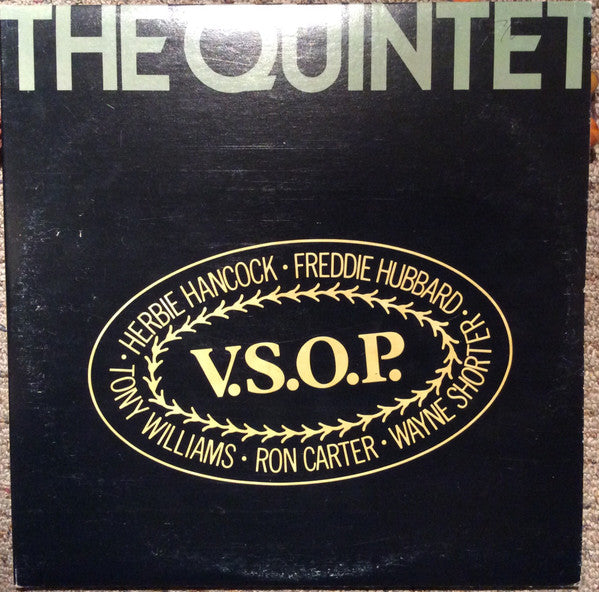 THE QUINTET
HERBIE HANCOCK · FREDDIE HUBBARD ·
V.S.O.P.
· TONY WILLIAMS · RON CARTER · WAYNE SHORTER